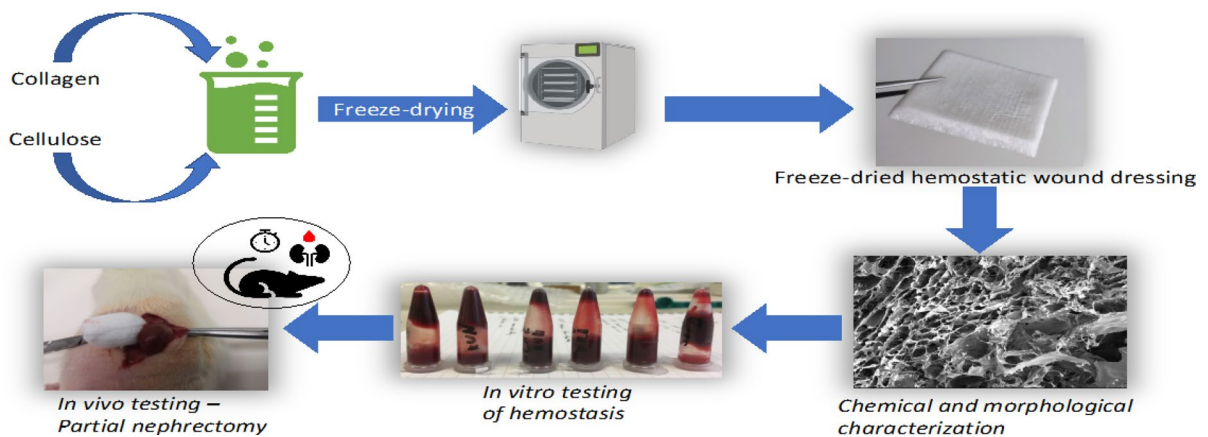 Collagen
Cellulose
Freeze-drying
Freeze-dried hemostatic wound dressing
In vivo testing –
Partial nephrectomy
In vitro testing
of hemostasis
Chemical and morphological
characterization